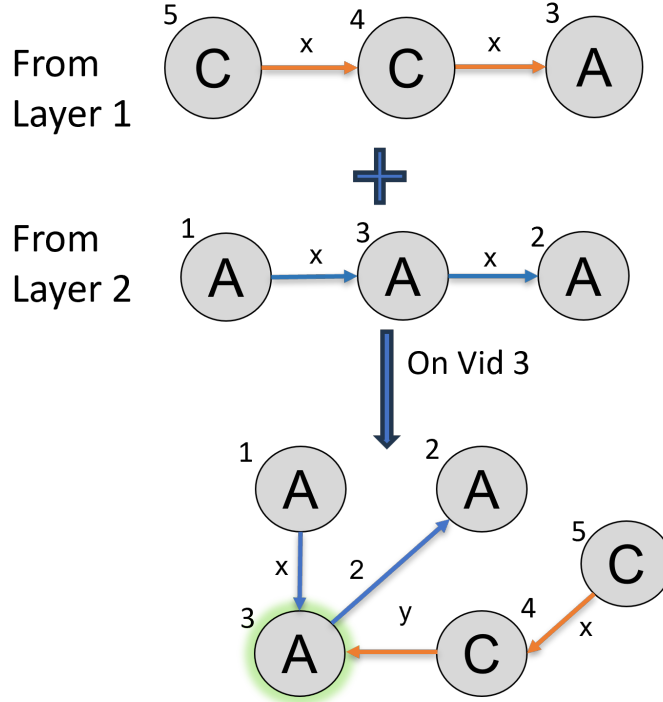 5 4 3
x x
C C A
From
Layer 1
1 3 2
x x
A A A
From
Layer 2
On Vid 3
1 2
A A
5
C
x 2
3 y 4 x
A C